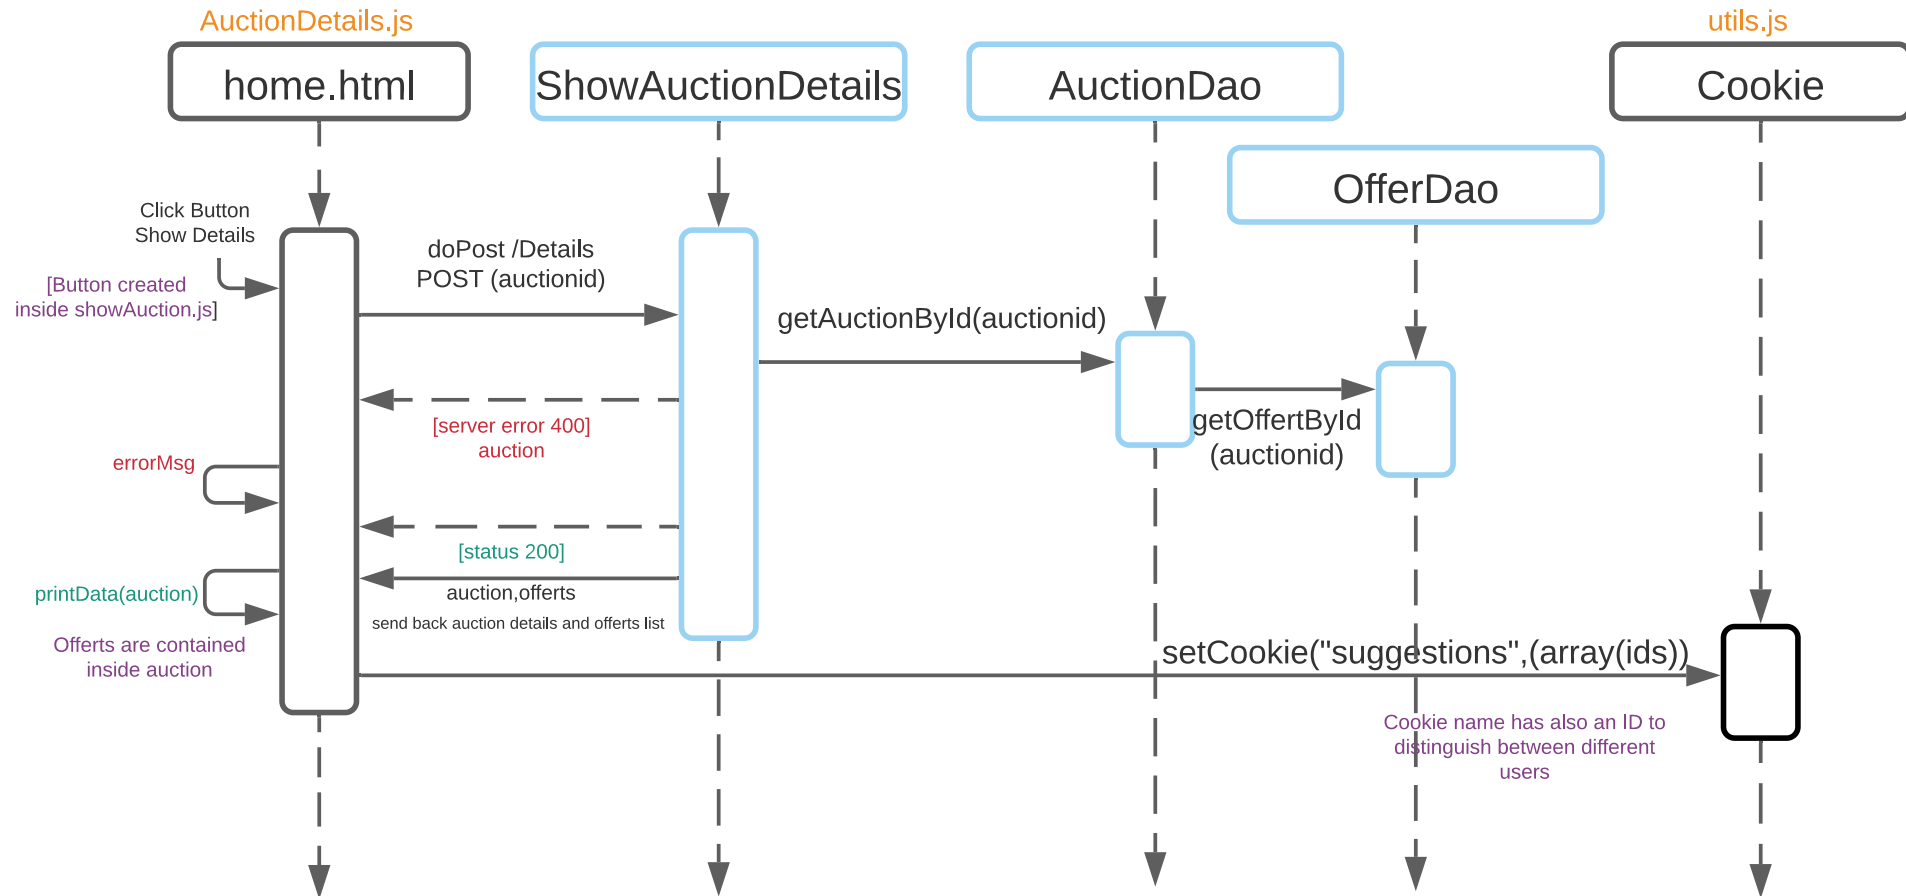 AuctionDetails.js
utils.js
home.html
ShowAuctionDetails
AuctionDao
Cookie
OfferDao
Click Button
Show Details
[Button created
inside showAuction.js]
doPost /Details
POST (auctionid)
getAuctionById(auctionid)
getOffertById
(auctionid)
[server error 400]
auction
errorMsg
[status 200]
auction,offerts
send back auction details and offerts list
printData(auction)
Offerts are contained
inside auction
setCookie("suggestions",(array(ids))
Cookie name has also an ID to
distinguish between different
users